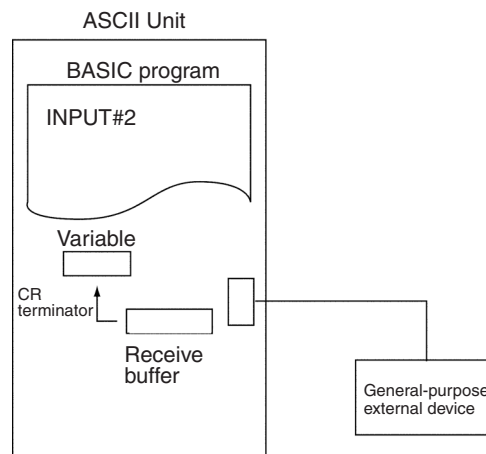 ASCII Unit
BASIC program
INPUT#2
Variable
CR
terminator
Receive
buffer
General-purpose
external device